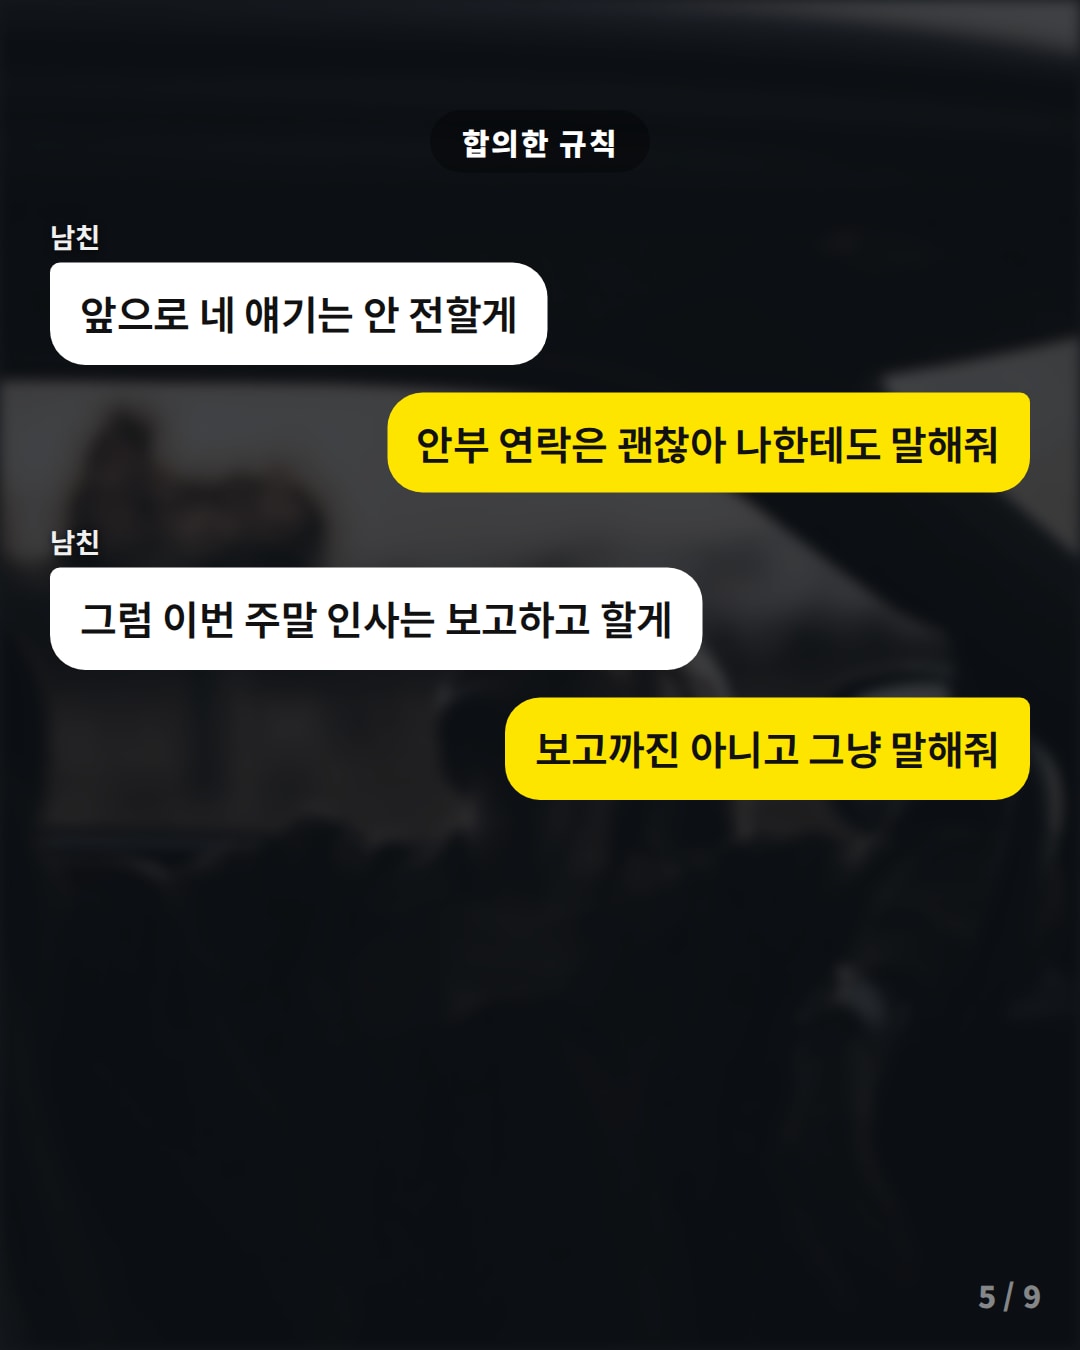 합의한 규칙
남친
앞으로 네 얘기는 안 전할게
안부 연락은 괜찮아 나한테도 말해줘
남친
그럼 이번 주말 인사는 보고하고 할게
보고까진 아니고 그냥 말해줘
5 / 9